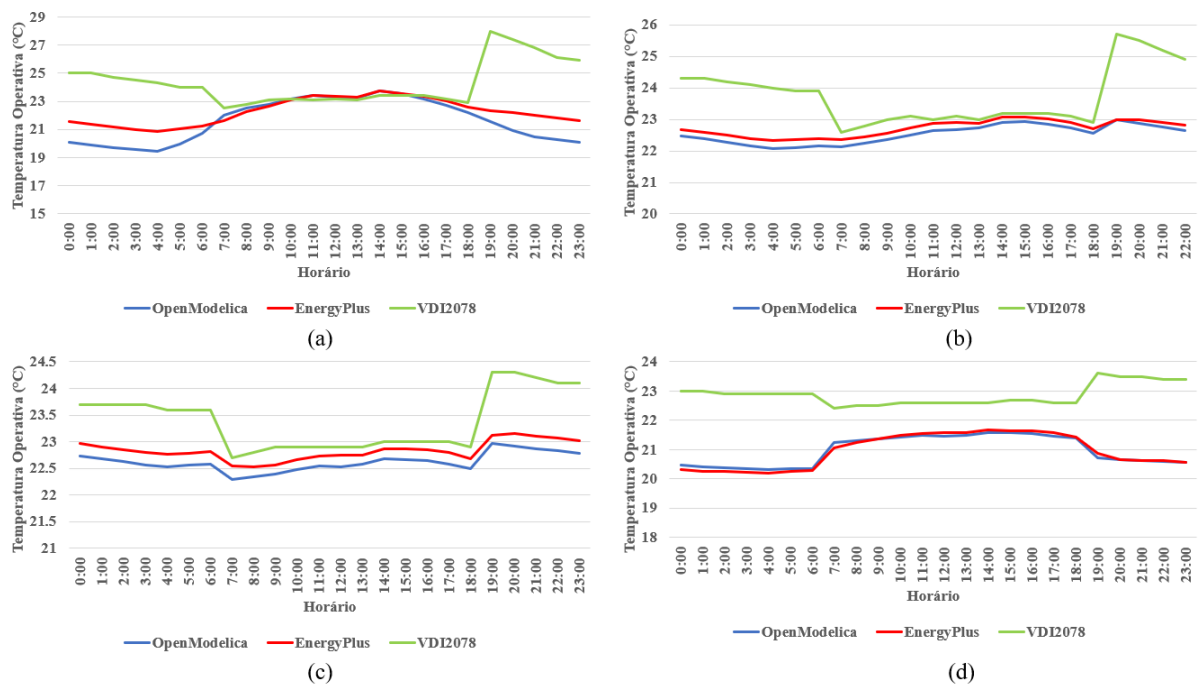 Temperatura Operativa (°C)
29
27
25
23
21
19
17
15
0:00 1:00 2:00 3:00 4:00 5:00 6:00 7:00 8:00 9:00 10:00 11:00 12:00 13:00 14:00 15:00 16:00 17:00 18:00 19:00 20:00 21:00 22:00 23:00
Horário
OpenModelica EnergyPlus VDI2078
(a)
Temperatura Operativa (°C)
26
25
24
23
22
21
20
0:00 1:00 2:00 3:00 4:00 5:00 6:00 7:00 8:00 9:00 10:00 11:00 12:00 13:00 14:00 15:00 16:00 17:00 18:00 19:00 20:00 21:00 22:00
Horário
OpenModelica EnergyPlus VDI2078
(b)
Temperatura Operativa (°C)
24.5
24
23.5
23
22.5
22
21.5
21
0:00 1:00 2:00 3:00 4:00 5:00 6:00 7:00 8:00 9:00 10:00 11:00 12:00 13:00 14:00 15:00 16:00 17:00 18:00 19:00 20:00 21:00 22:00 23:00
Horário
OpenModelica EnergyPlus VDI2078
(c)
Temperatura Operativa (°C)
24
23
22
21
20
19
18
0:00 1:00 2:00 3:00 4:00 5:00 6:00 7:00 8:00 9:00 10:00 11:00 12:00 13:00 14:00 15:00 16:00 17:00 18:00 19:00 20:00 21:00 22:00 23:00
Horário
OpenModelica EnergyPlus VDI2078
(d)